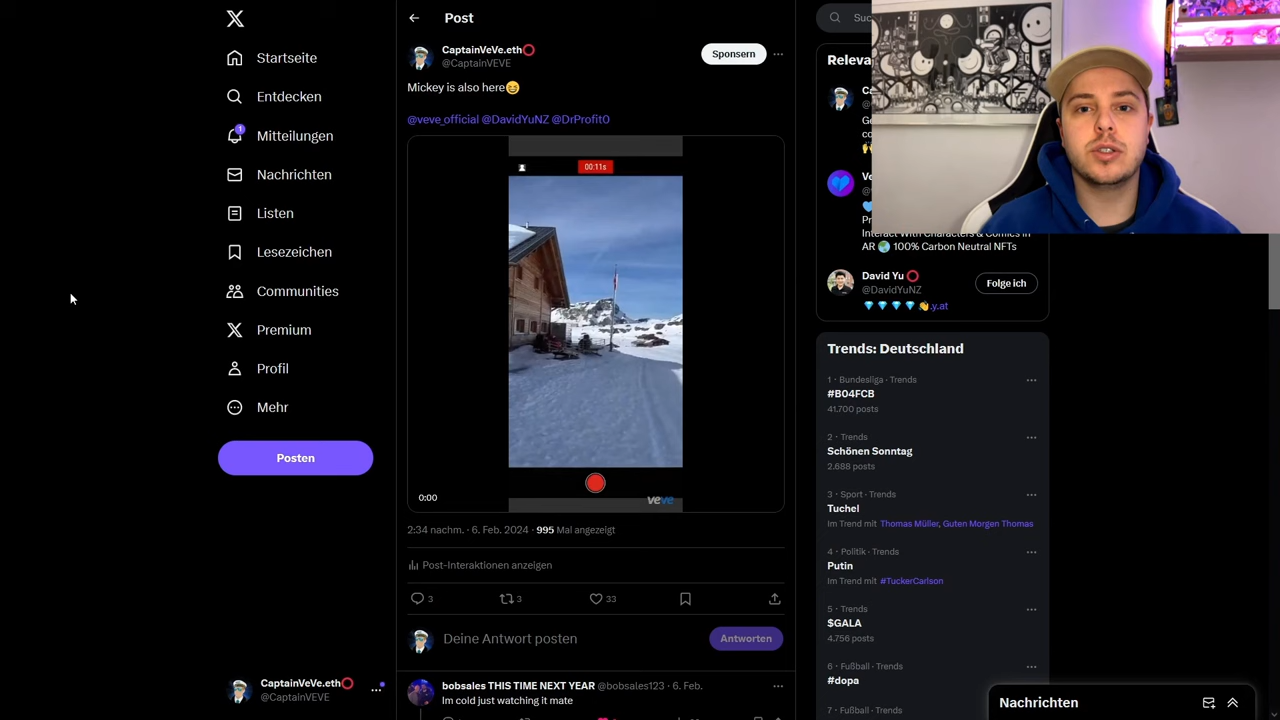 Startseite
Entdecken
1
Mitteilungen
Nachrichten
Listen
Lesezeichen
Communities
Premium
Profil
Mehr
Posten
CaptainVeVe.eth⭕
@CaptainVEVE
Post
CaptainVeVe.eth⭕
@CaptainVEVE
Sponsern
Mickey is also here😆
@veve_official @DavidYuNZ @DrProfit0
00:11s
0:00
veve
2:34 nachm. · 6. Feb. 2024 · 995 Mal angezeigt
Post-Interaktionen anzeigen
3
3
33
Deine Antwort posten
Antworten
bobsales THIS TIME NEXT YEAR @bobsales123 · 6. Feb.
Im cold just watching it mate
Interact With Characters & Comics in
AR 🌏 100% Carbon Neutral NFTs
David Yu ⭕
@DavidYuNZ
Folge ich
💎 💎 💎 💎 👏.y.at
Trends: Deutschland
1 · Bundesliga · Trends
#B04FCB
41.700 posts
2 · Trends
Schönen Sonntag
2.688 posts
3 · Sport · Trends
Tuchel
Im Trend mit Thomas Müller, Guten Morgen Thomas
4 · Politik · Trends
Putin
Im Trend mit #TuckerCarlson
5 · Trends
$GALA
4.756 posts
6 · Fußball · Trends
#dopa
7 · Fußball · Trends
Nachrichten